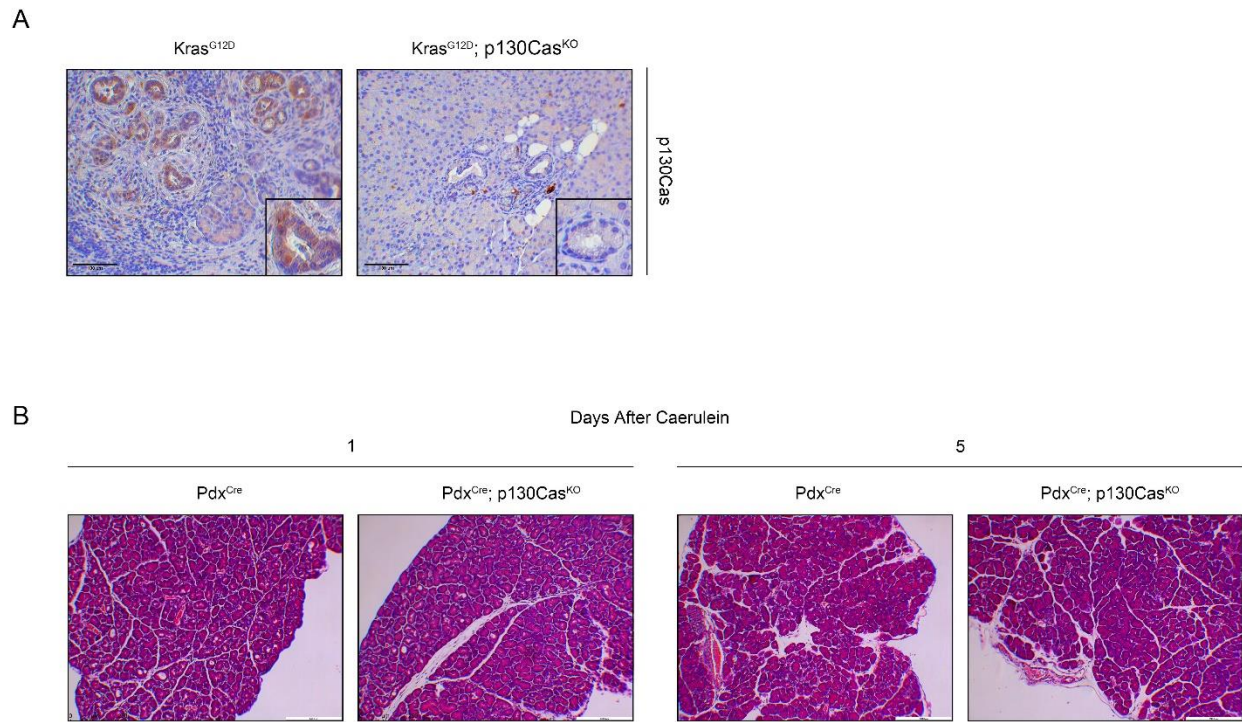 A
Kras^G12D Kras^G12D; p130Cas^KO
p130Cas
B
Days After Caerulein
1 5
Pdx^Cre Pdx^Cre; p130Cas^KO Pdx^Cre Pdx^Cre; p130Cas^KO